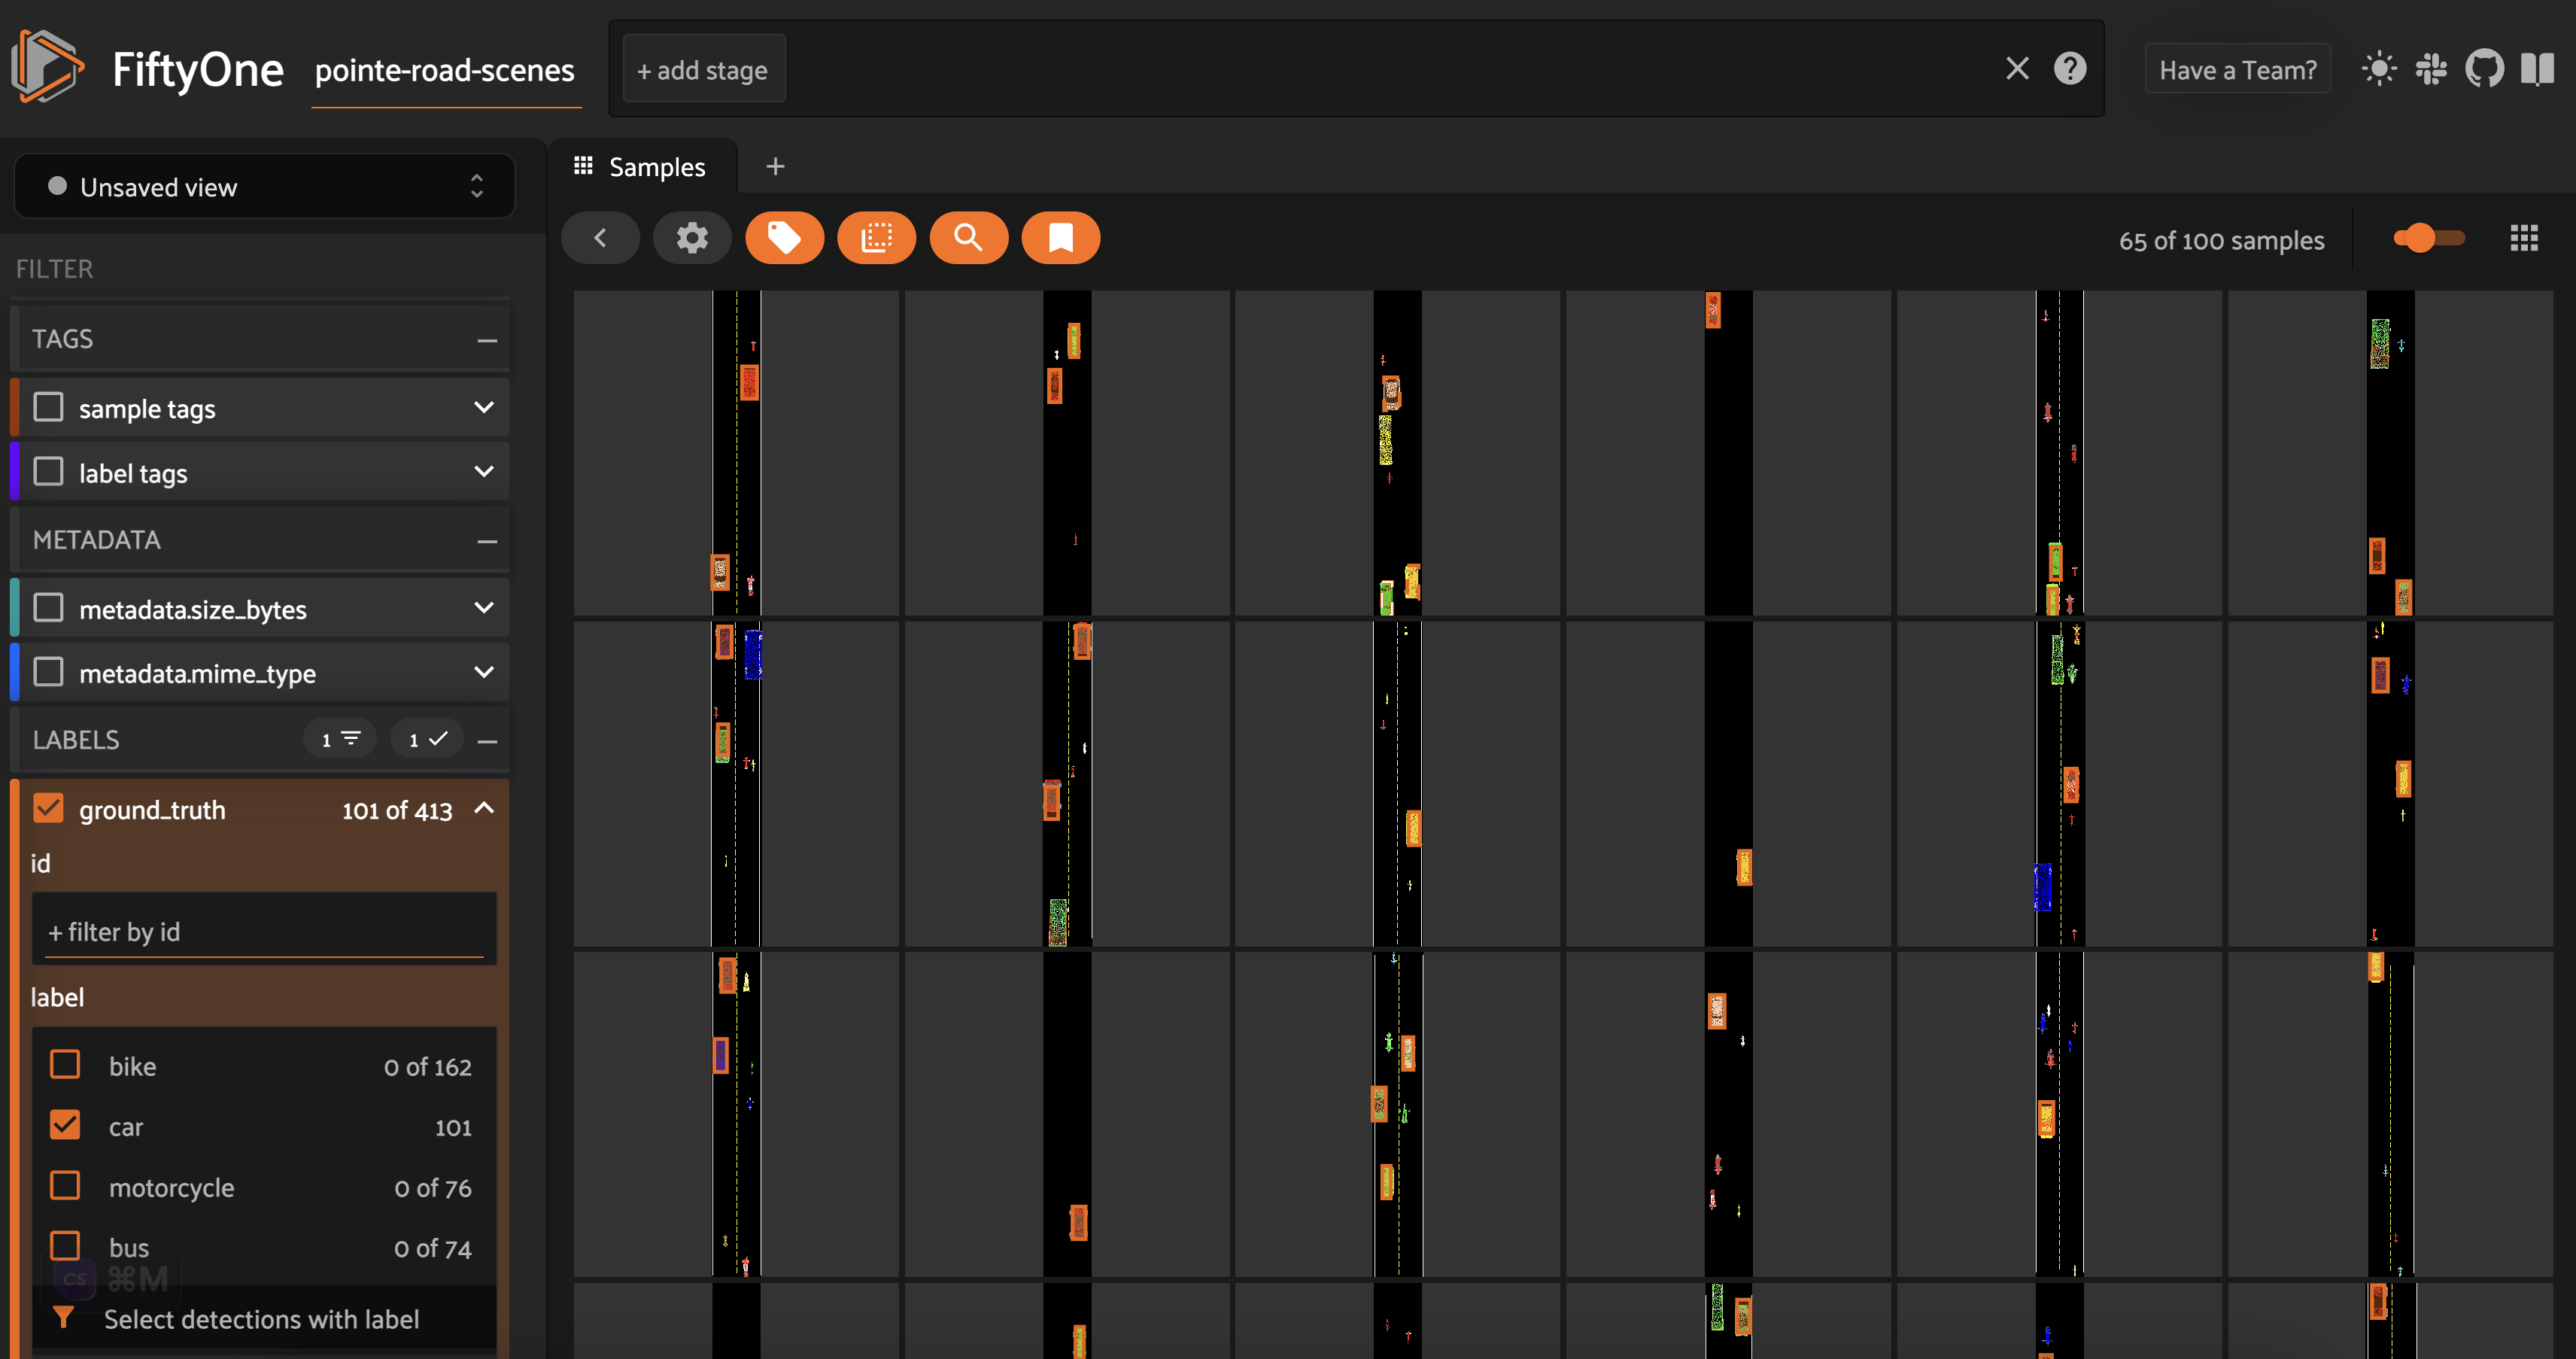 FiftyOne
pointe-road-scenes
+ add stage
Have a Team?
Unsaved view
Samples
+
65 of 100 samples
FILTER
TAGS
sample tags
label tags
METADATA
metadata.size_bytes
metadata.mime_type
LABELS
1
1
ground_truth 101 of 413
id
+ filter by id
label
bike 0 of 162
car 101
motorcycle 0 of 76
bus 0 of 74
CS ⌘M
Select detections with label